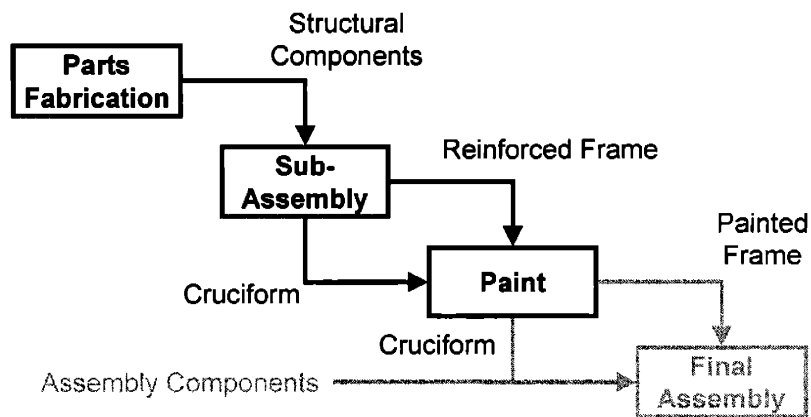 Structural
Components
Parts
Fabrication
Sub-
Assembly
Reinforced Frame
Painted
Frame
Cruciform
Paint
Cruciform
Assembly Components
Final
Assembly